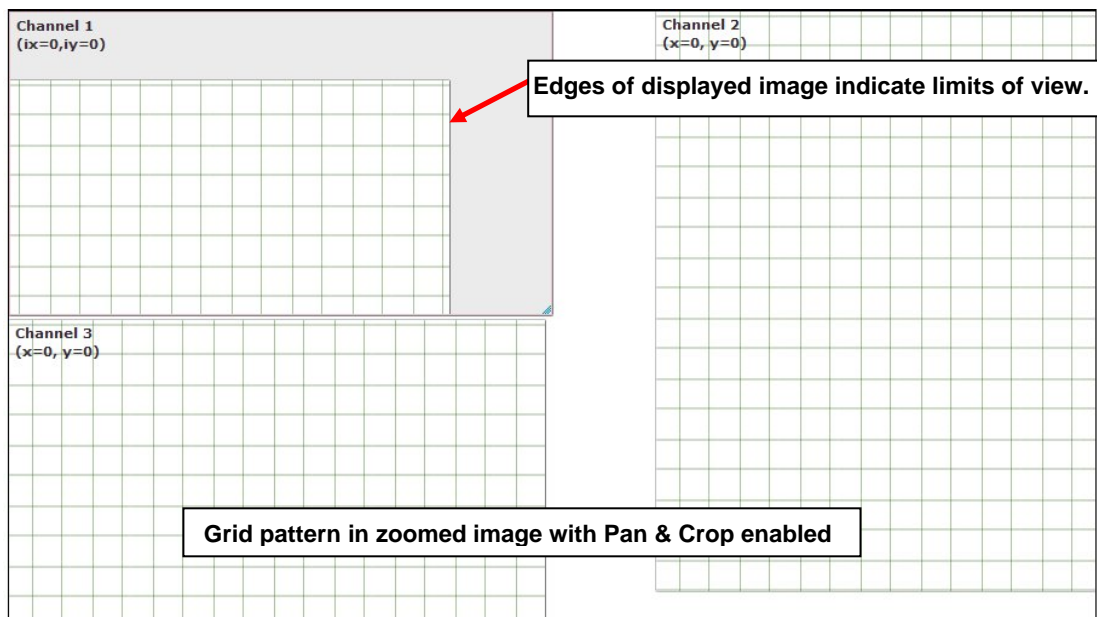 Channel 1
(ix=0,iy=0)
Channel 2
(x=0, y=0)
Edges of displayed image indicate limits of view.
Channel 3
(x=0, y=0)
Grid pattern in zoomed image with Pan & Crop enabled